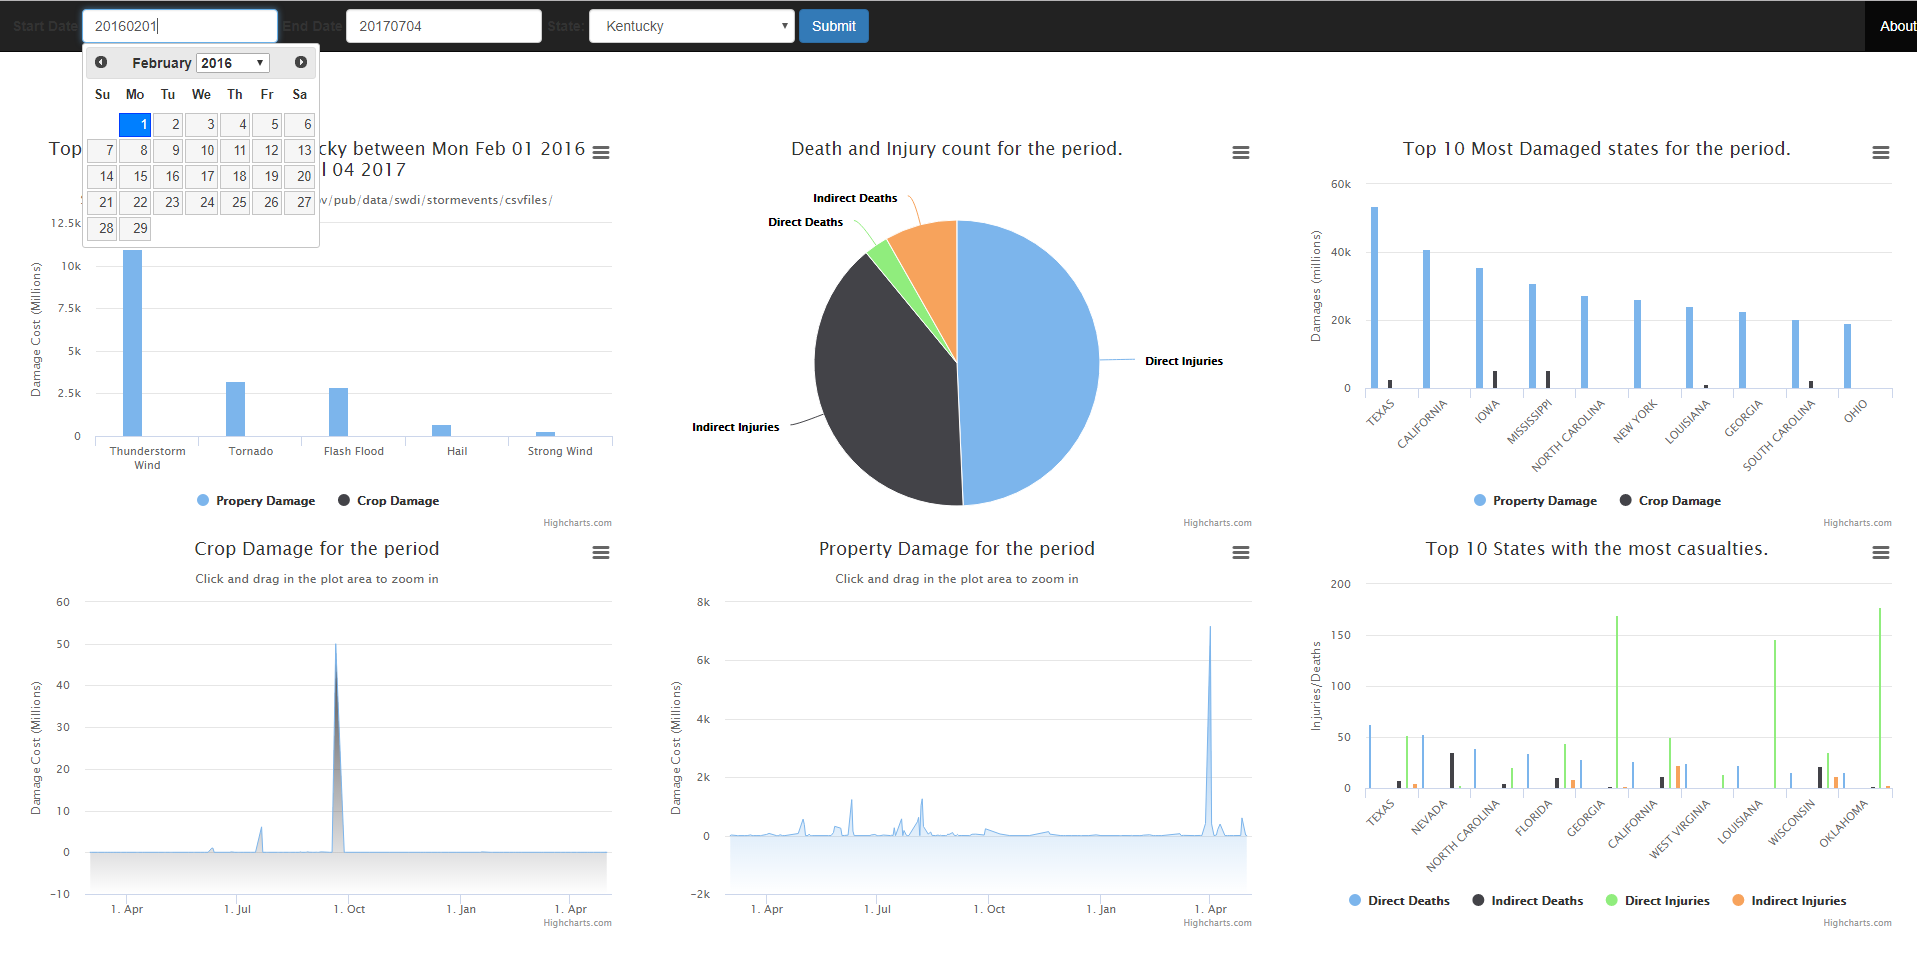 Start Date 20160201 End Date 20170704 State: Kentucky Submit About
February 2016
Su Mo Tu We Th Fr Sa
1 2 3 4 5 6
7 8 9 10 11 12 13
14 15 16 17 18 19 20
21 22 23 24 25 26 27
28 29
Top cky between Mon Feb 01 2016
l 04 2017
ov/pub/data/swdi/stormevents/csvfiles/
Damage Cost (Millions)
12.5k
10k
7.5k
5k
2.5k
0
Thunderstorm Wind
Tornado
Flash Flood
Hail
Strong Wind
Propery Damage Crop Damage
Highcharts.com
Death and Injury count for the period.
Indirect Deaths
Direct Deaths
Direct Injuries
Indirect Injuries
Highcharts.com
Top 10 Most Damaged states for the period.
Damages (millions)
60k
40k
20k
0
TEXAS
CALIFORNIA
IOWA
MISSISSIPPI
NORTH CAROLINA
NEW YORK
LOUISIANA
GEORGIA
SOUTH CAROLINA
OHIO
Property Damage Crop Damage
Highcharts.com
Crop Damage for the period
Click and drag in the plot area to zoom in
Damage Cost (Millions)
60
50
40
30
20
10
0
-10
1. Apr 1. Jul 1. Oct 1. Jan 1. Apr
Highcharts.com
Property Damage for the period
Click and drag in the plot area to zoom in
Damage Cost (Millions)
8k
6k
4k
2k
0
-2k
1. Apr 1. Jul 1. Oct 1. Jan 1. Apr
Highcharts.com
Top 10 States with the most casualties.
Injuries/Deaths
200
150
100
50
0
TEXAS
NEVADA
NORTH CAROLINA
FLORIDA
GEORGIA
CALIFORNIA
WEST VIRGINIA
LOUISIANA
WISCONSIN
OKLAHOMA
Direct Deaths Indirect Deaths Direct Injuries Indirect Injuries
Highcharts.com